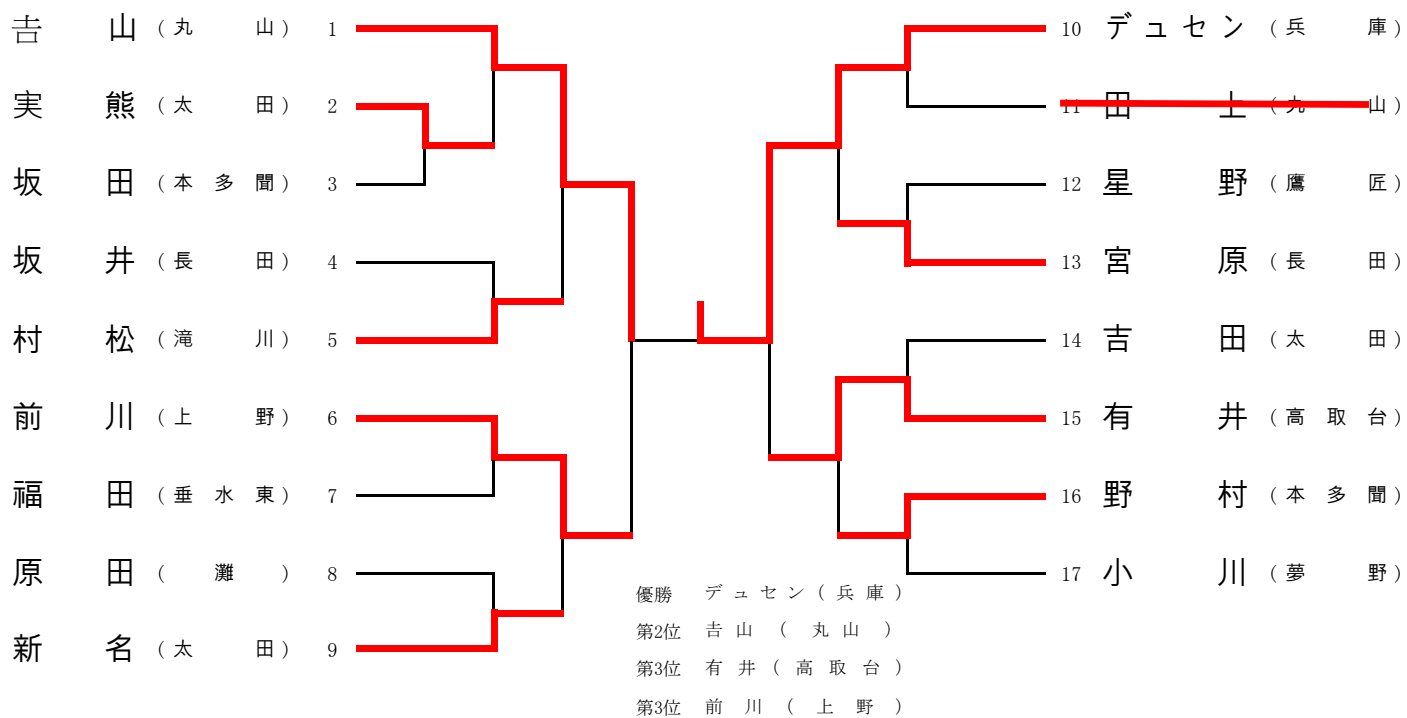 𠮷山（丸山） 1
実熊（太田） 2
坂田（本多聞） 3
坂井（長田） 4
村松（滝川） 5
前川（上野） 6
福田（垂水東） 7
原田（灘） 8
新名（太田） 9
10 デュセン（兵庫）
11 田上（丸山）
12 星野（鷹匠）
13 宮原（長田）
14 吉田（太田）
15 有井（高取台）
16 野村（本多聞）
17 小川（夢野）
優勝 デュセン（兵庫）
第2位 𠮷山（丸山）
第3位 有井（高取台）
第3位 前川（上野）